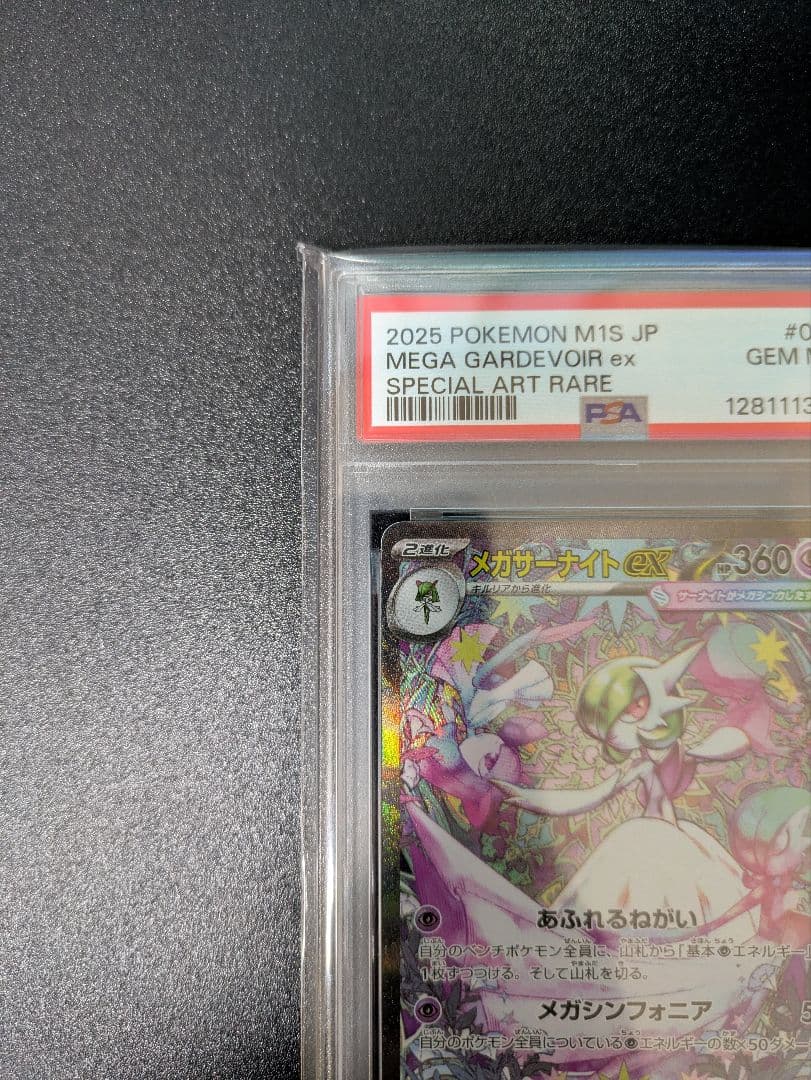 2025 POKEMON M1S JP #0
MEGA GARDEVOIR ex GEM M
SPECIAL ART RARE
PSA 1281113
2進化 メガサーナイトex HP360
キルリアから進化
サーナイトがメガシンカしたす
あふれるねがい
自分のベンチポケモン全員に、山札から「基本エネルギー」
1枚ずつつける。そして山札を切る。
メガシンフォニア 5
自分のポケモン全員についているエネルギーの数×50ダメー